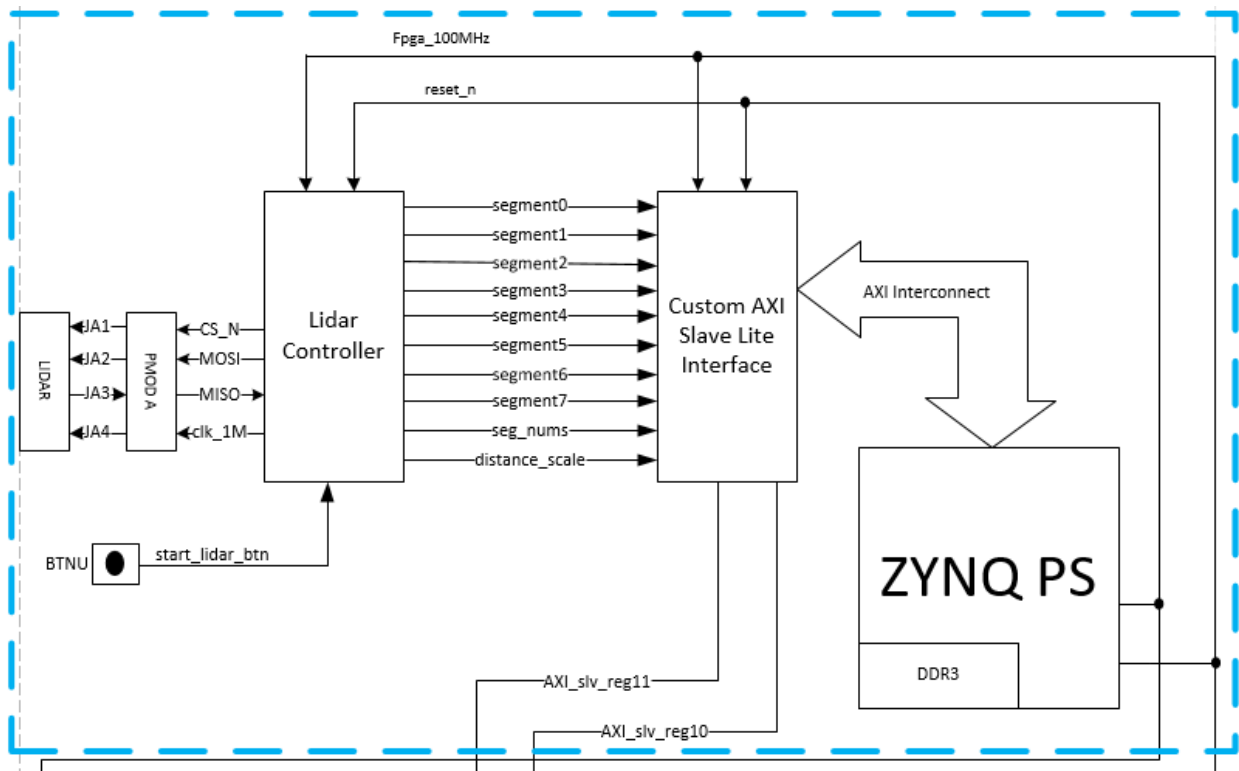 Fpga_100MHz
reset_n
segment0
segment1
segment2
segment3
segment4
segment5
segment6
segment7
seg_nums
distance_scale
Lidar
Controller
Custom AXI
Slave Lite
Interface
AXI Interconnect
LIDAR
JA1
JA2
JA3
JA4
PMOD A
CS_N
MOSI
MISO
clk_1M
BTNU
start_lidar_btn
ZYNQ PS
DDR3
AXI_slv_reg11
AXI_slv_reg10